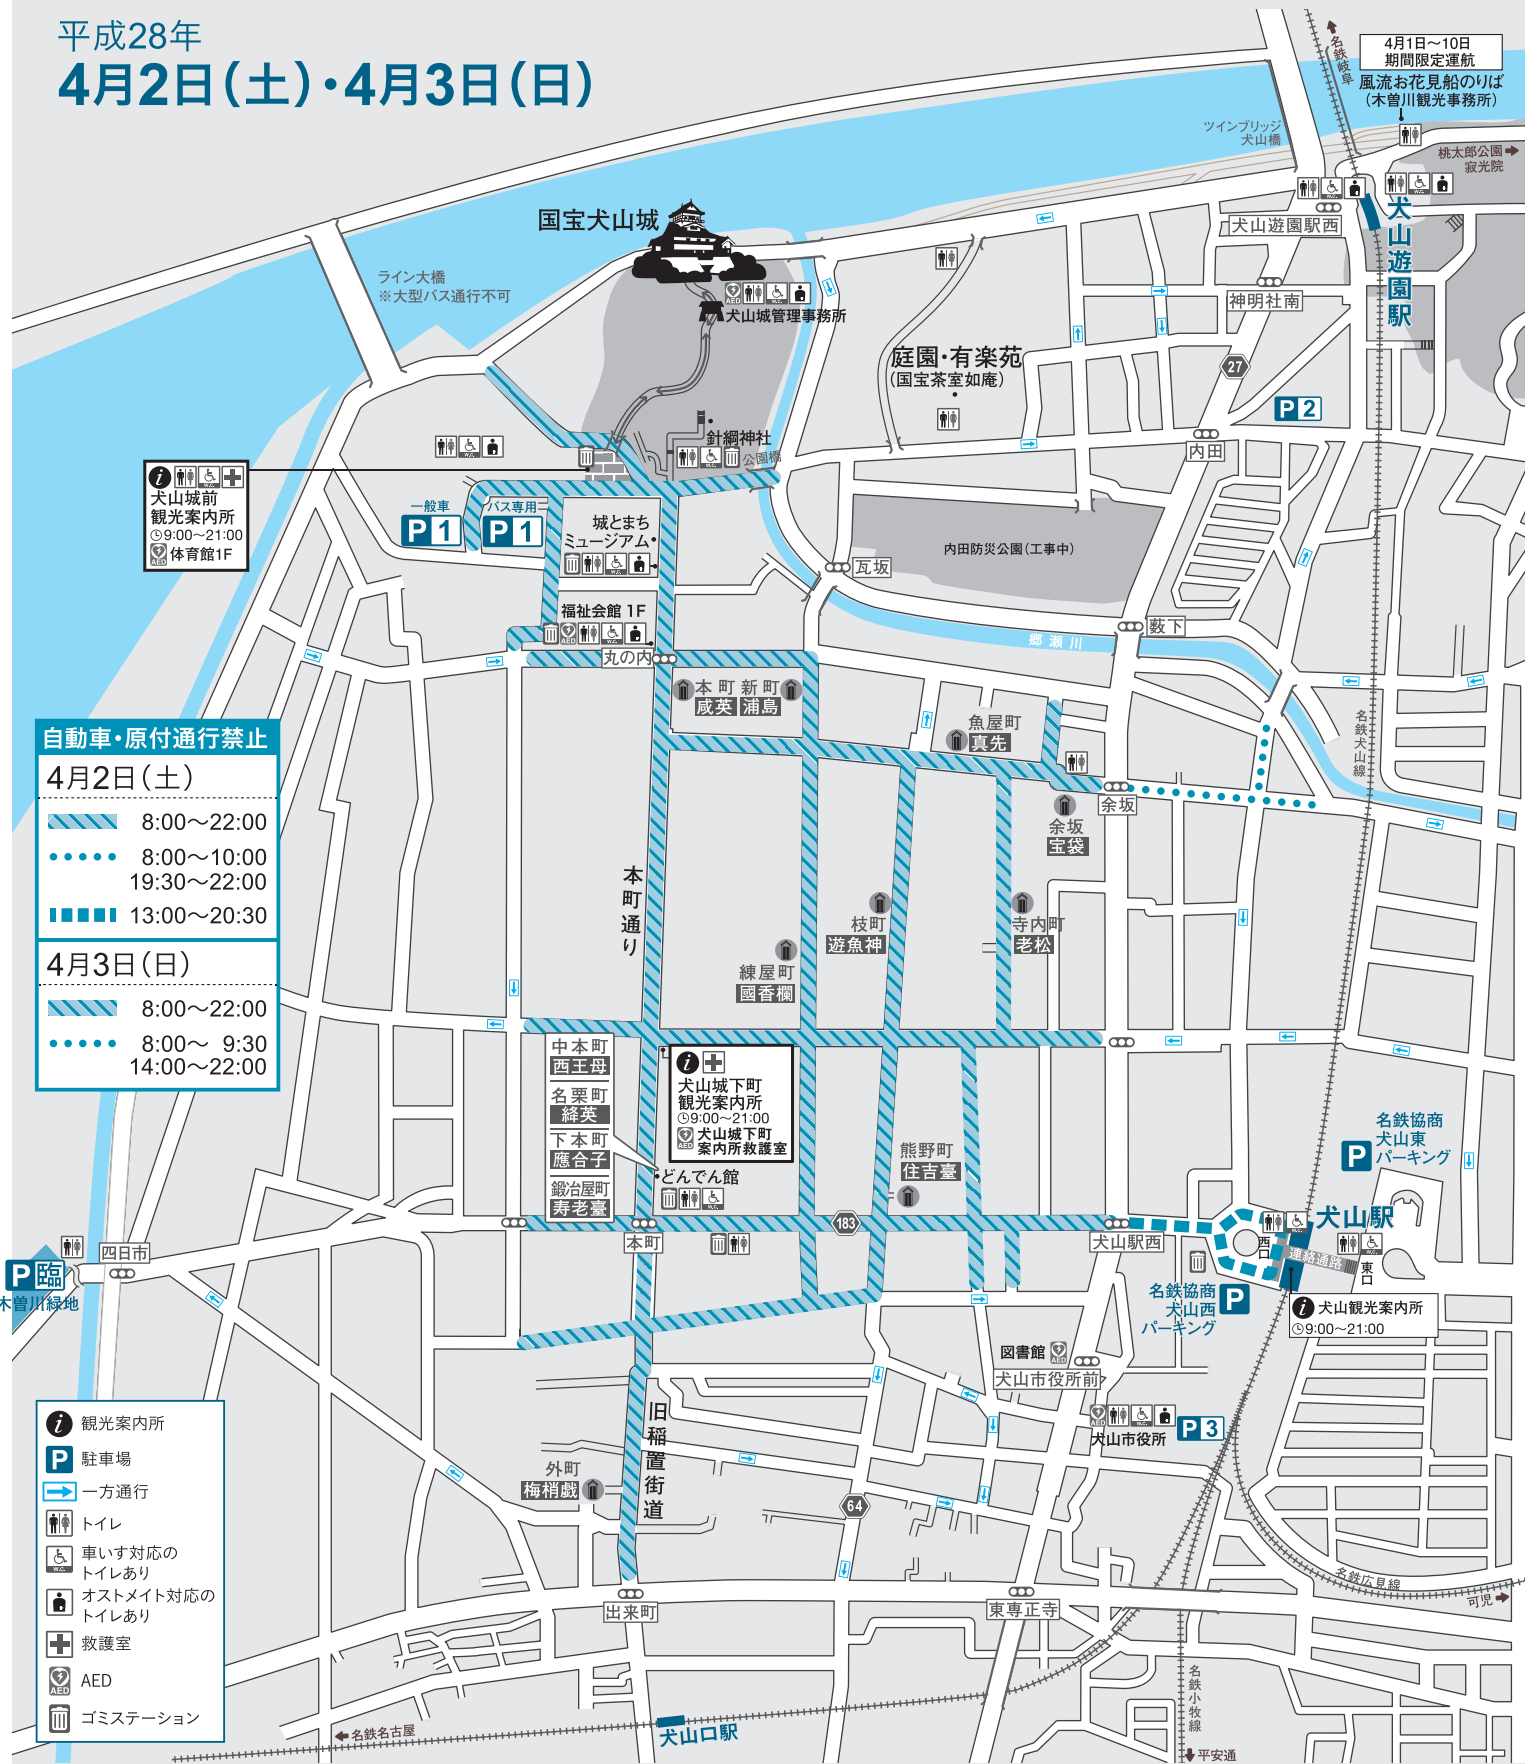 平成28年
4月2日(土)・4月3日(日)
4月1日〜10日
期間限定運航
風流お花見船のりば
(木曽川観光事務所)
名鉄岐阜
ツインブリッジ
犬山橋
桃太郎公園
寂光院
犬山遊園駅西
犬山遊園駅
神明社南
27
P 2
内田
国宝犬山城
ライン大橋
※大型バス通行不可
AED
W.C.
犬山城管理事務所
庭園・有楽苑
(国宝茶室如庵)
針綱神社
公園橋
犬山城前
観光案内所
9:00〜21:00
AED 体育館1F
一般車
P 1
バス専用
P 1
城とまち
ミュージアム
内田防災公園(工事中)
瓦坂
薮下
郷瀬川
福祉会館 1F
丸の内
本町 新町
咸英 浦島
魚屋町
真先
名鉄犬山線
余坂
余坂
宝袋
自動車・原付通行禁止
4月2日(土)
8:00〜22:00
8:00〜10:00
19:30〜22:00
13:00〜20:30
4月3日(日)
8:00〜22:00
8:00〜 9:30
14:00〜22:00
本町通り
枝町
遊魚神
寺内町
老松
練屋町
國香欄
中本町
西王母
名栗町
絳英
下本町
應合子
鍛冶屋町
寿老臺
犬山城下町
観光案内所
9:00〜21:00
AED 犬山城下町
案内所救護室
どんでん館
熊野町
住吉臺
名鉄協商
犬山東
パーキング
P
183
本町
犬山駅西
犬山駅
西口
連絡通路
東口
四日市
P 臨
木曽川緑地
名鉄協商
犬山西
パーキング
P
犬山観光案内所
9:00〜21:00
図書館 AED
犬山市役所前
犬山市役所
P 3
旧稲置街道
外町
梅梢戯
64
観光案内所
P 駐車場
一方通行
トイレ
車いす対応の
トイレあり
オストメイト対応の
トイレあり
救護室
AED
ゴミステーション
出来町
東専正寺
名鉄広見線
可児
名鉄小牧線
平安通
名鉄名古屋
犬山口駅